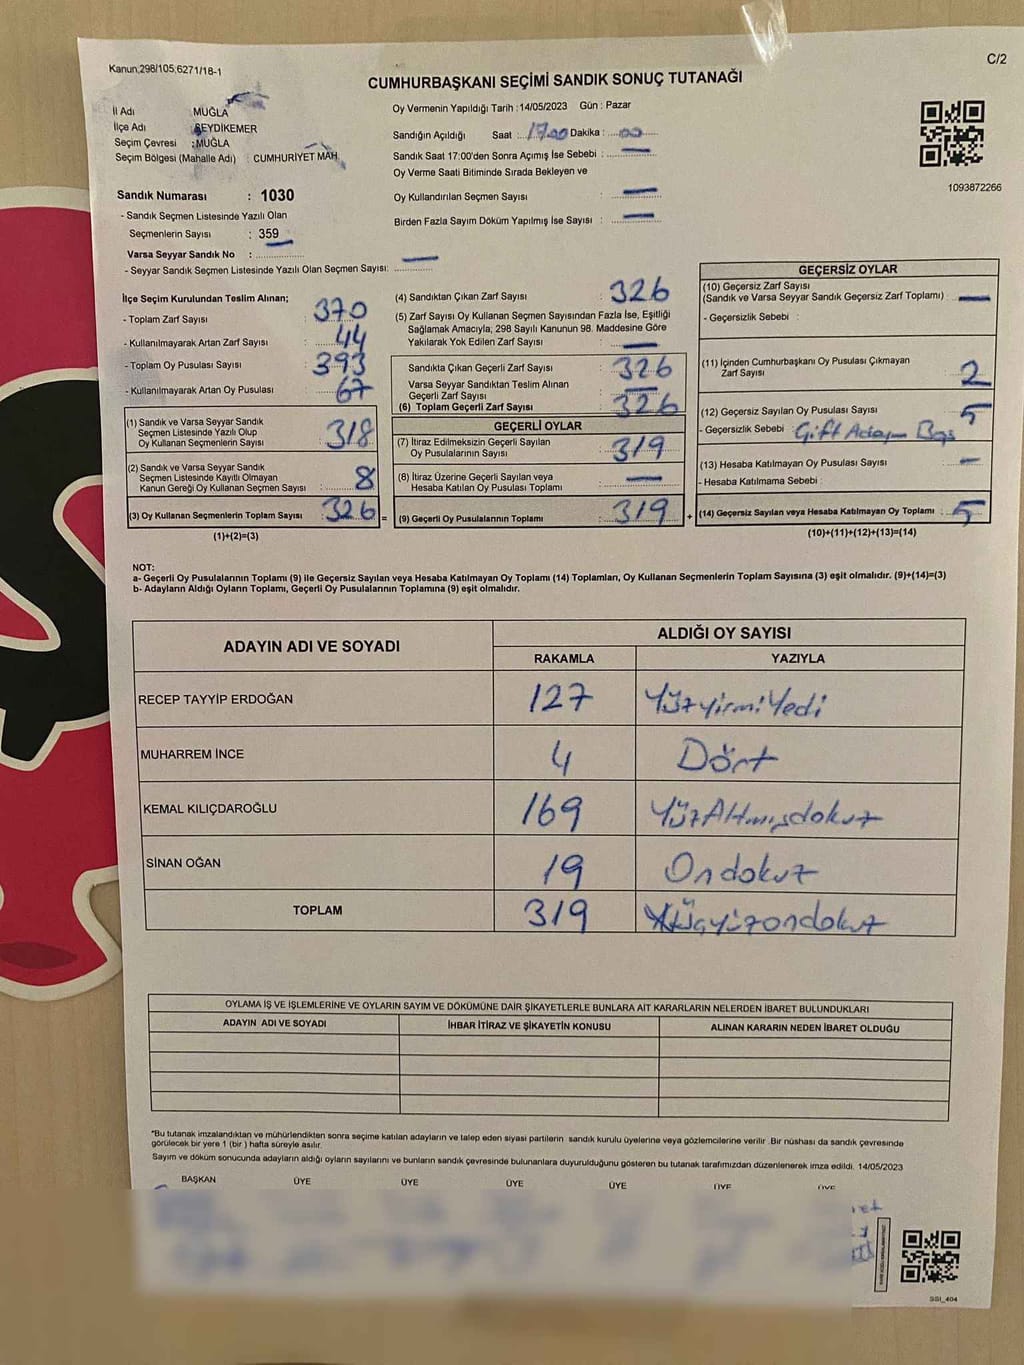 Kanun;298/105;6271/18-1
C/2
CUMHURBAŞKANI SEÇİMİ SANDIK SONUÇ TUTANAĞI
İl Adı MUĞLA
İlçe Adı SEYDİKEMER
Seçim Çevresi : MUĞLA
Seçim Bölgesi (Mahalle Adı) : CUMHURİYET MAH.
Sandık Numarası : 1030
- Sandık Seçmen Listesinde Yazılı Olan
Seçmenlerin Sayısı : 359
Varsa Seyyar Sandık No :
- Seyyar Sandık Seçmen Listesinde Yazılı Olan Seçmen Sayısı: —
Oy Vermenin Yapıldığı Tarih : 14/05/2023 Gün : Pazar
Sandığın Açıldığı Saat : 17:00 Dakika : 00
Sandık Saat 17:00'den Sonra Açımış İse Sebebi : —
Oy Verme Saati Bitiminde Sırada Bekleyen ve
Oy Kullandırılan Seçmen Sayısı : —
Birden Fazla Sayım Döküm Yapılmış İse Sayısı : —
1093872266
İlçe Seçim Kurulundan Teslim Alınan;
- Toplam Zarf Sayısı : 370
- Kullanılmayarak Artan Zarf Sayısı : 44
- Toplam Oy Pusulası Sayısı : 393
- Kullanılmayarak Artan Oy Pusulası : 67
(1) Sandık ve Varsa Seyyar Sandık
Seçmen Listesinde Yazılı Olup
Oy Kullanan Seçmenlerin Sayısı : 318
(2) Sandık ve Varsa Seyyar Sandık
Seçmen Listesinde Kayıtlı Olmayan
Kanun Gereği Oy Kullanan Seçmen Sayısı : 8
(3) Oy Kullanan Seçmenlerin Toplam Sayısı : 326 =
(1)+(2)=(3)
(4) Sandıktan Çıkan Zarf Sayısı : 326
(5) Zarf Sayısı Oy Kullanan Seçmen Sayısından Fazla İse, Eşitliği
Sağlamak Amacıyla, 298 Sayılı Kanunun 98. Maddesine Göre
Yakılarak Yok Edilen Zarf Sayısı : —
Sandıkta Çıkan Geçerli Zarf Sayısı : 326
Varsa Seyyar Sandıktan Teslim Alınan
Geçerli Zarf Sayısı : —
(6) Toplam Geçerli Zarf Sayısı : 326
GEÇERLİ OYLAR
(7) İtiraz Edilmeksizin Geçerli Sayılan
Oy Pusulalarının Sayısı : 319
(8) İtiraz Üzerine Geçerli Sayılan veya
Hesaba Katılan Oy Pusulası Toplamı : —
(9) Geçerli Oy Pusulalarının Toplamı : 319 +
GEÇERSİZ OYLAR
(10) Geçersiz Zarf Sayısı
(Sandık ve Varsa Seyyar Sandık Geçersiz Zarf Toplamı) : —
- Geçersizlik Sebebi :
(11) İçinden Cumhurbaşkanı Oy Pusulası Çıkmayan
Zarf Sayısı : 2
(12) Geçersiz Sayılan Oy Pusulası Sayısı : 5
- Geçersizlik Sebebi : Çift Adaya
(13) Hesaba Katılmayan Oy Pusulası Sayısı : —
- Hesaba Katılmama Sebebi :
(14) Geçersiz Sayılan veya Hesaba Katılmayan Oy Toplamı : 5
(10)+(11)+(12)+(13)=(14)
NOT:
a- Geçerli Oy Pusulalarının Toplamı (9) ile Geçersiz Sayılan veya Hesaba Katılmayan Oy Toplamı (14) Toplamları, Oy Kullanan Seçmenlerin Toplam Sayısına (3) eşit olmalıdır. (9)+(14)=(3)
b- Adayların Aldığı Oyların Toplamı, Geçerli Oy Pusulalarının Toplamına (9) eşit olmalıdır.
ADAYIN ADI VE SOYADI ALDIĞI OY SAYISI
RAKAMLA YAZIYLA
RECEP TAYYİP ERDOĞAN 127 YüzyirmiYedi
MUHARREM İNCE 4 Dört
KEMAL KILIÇDAROĞLU 169 YüzAltmışdokuz
SİNAN OĞAN 19 Ondokuz
TOPLAM 319 Üçyüzondokuz
OYLAMA İŞ VE İŞLEMLERİNE VE OYLARIN SAYIM VE DÖKÜMÜNE DAİR ŞİKAYETLERLE BUNLARA AİT KARARLARIN NELERDEN İBARET BULUNDUKLARI
ADAYIN ADI VE SOYADI İHBAR İTİRAZ VE ŞİKAYETİN KONUSU ALINAN KARARIN NEDEN İBARET OLDUĞU
*Bu tutanak imzalandıktan ve mühürlendikten sonra seçime katılan adayların ve talep eden siyasi partilerin sandık kurulu üyelerine veya gözlemcilerine verilir .Bir nüshası da sandık çevresinde
görülecek bir yere 1 (bir ) hafta süreyle asılır.
Sayım ve döküm sonucunda adayların aldığı oyların sayılarını ve bunların sandık çevresinde bulunanlara duyurulduğunu gösteren bu tutanak tarafımızdan düzenlenerek imza edildi. 14/05/2023
BAŞKAN ÜYE ÜYE ÜYE ÜYE ÜYE ÜYE
SSI_404